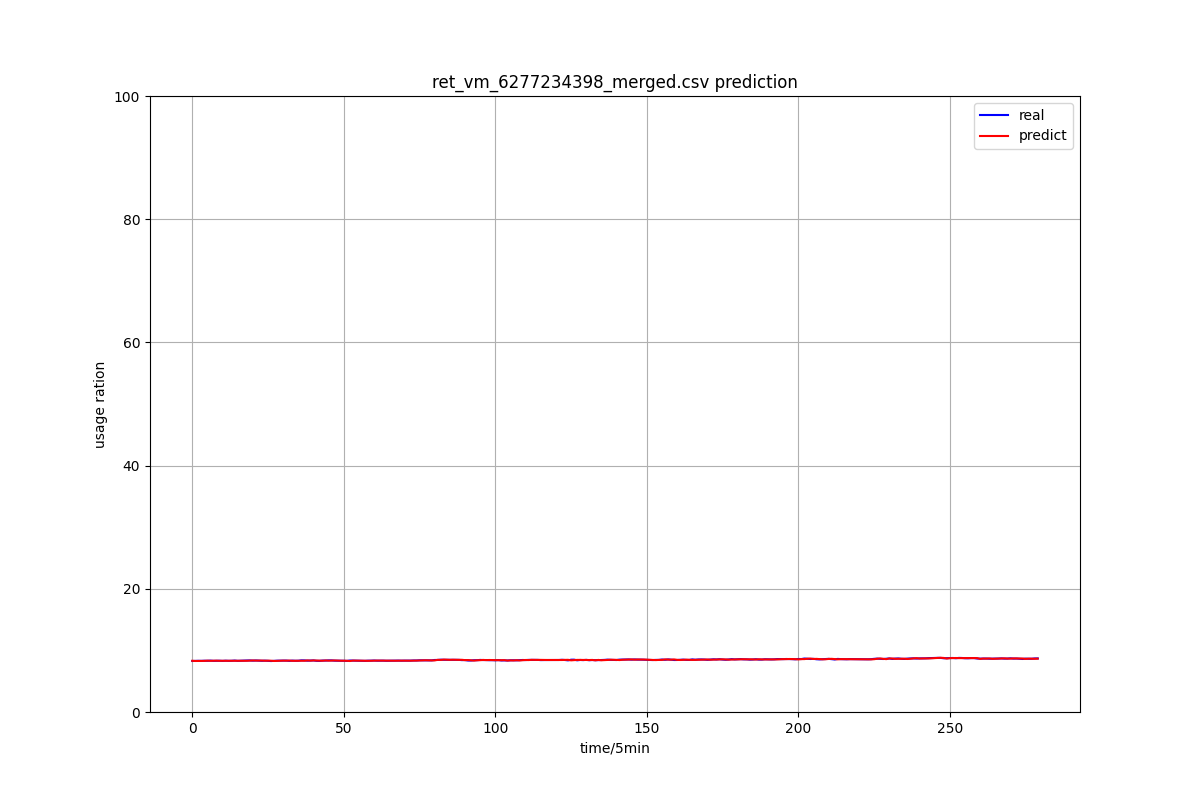 ret_vm_6277234398_merged.csv prediction
100
80
60
40
20
0
usage ration
real
predict
0 50 100 150 200 250
time/5min